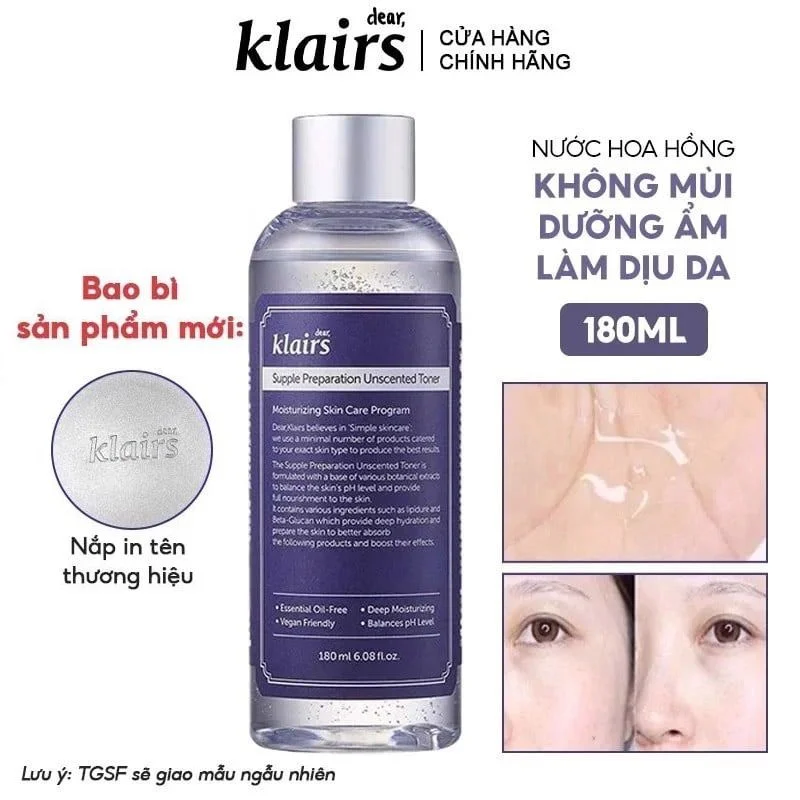 dear,
klairs
CỬA HÀNG
CHÍNH HÃNG
NƯỚC HOA HỒNG
KHÔNG MÙI
DƯỠNG ẨM
LÀM DỊU DA
180ML
Bao bì
sản phẩm mới:
dear,
klairs
Nắp in tên
thương hiệu
dear,
klairs
Supple Preparation Unscented Toner
Moisturizing Skin Care Program
Dear,Klairs believes in 'Simple skincare':
we use a minimal number of products catered
to your exact skin type to produce the best results.
The Supple Preparation Unscented Toner is
formulated with a base of various botanical extracts
to balance the skin's pH level and provide
full nourishment to the skin.
It contains various ingredients such as lipidure and
Beta-Glucan which provide deep hydration and
prepare the skin to better absorb
the following products and boost their effects.
• Essential Oil-Free • Deep Moisturizing
• Vegan Friendly • Balances pH Level
180 ml 6.08 fl.oz.
Lưu ý: TGSF sẽ giao mẫu ngẫu nhiên